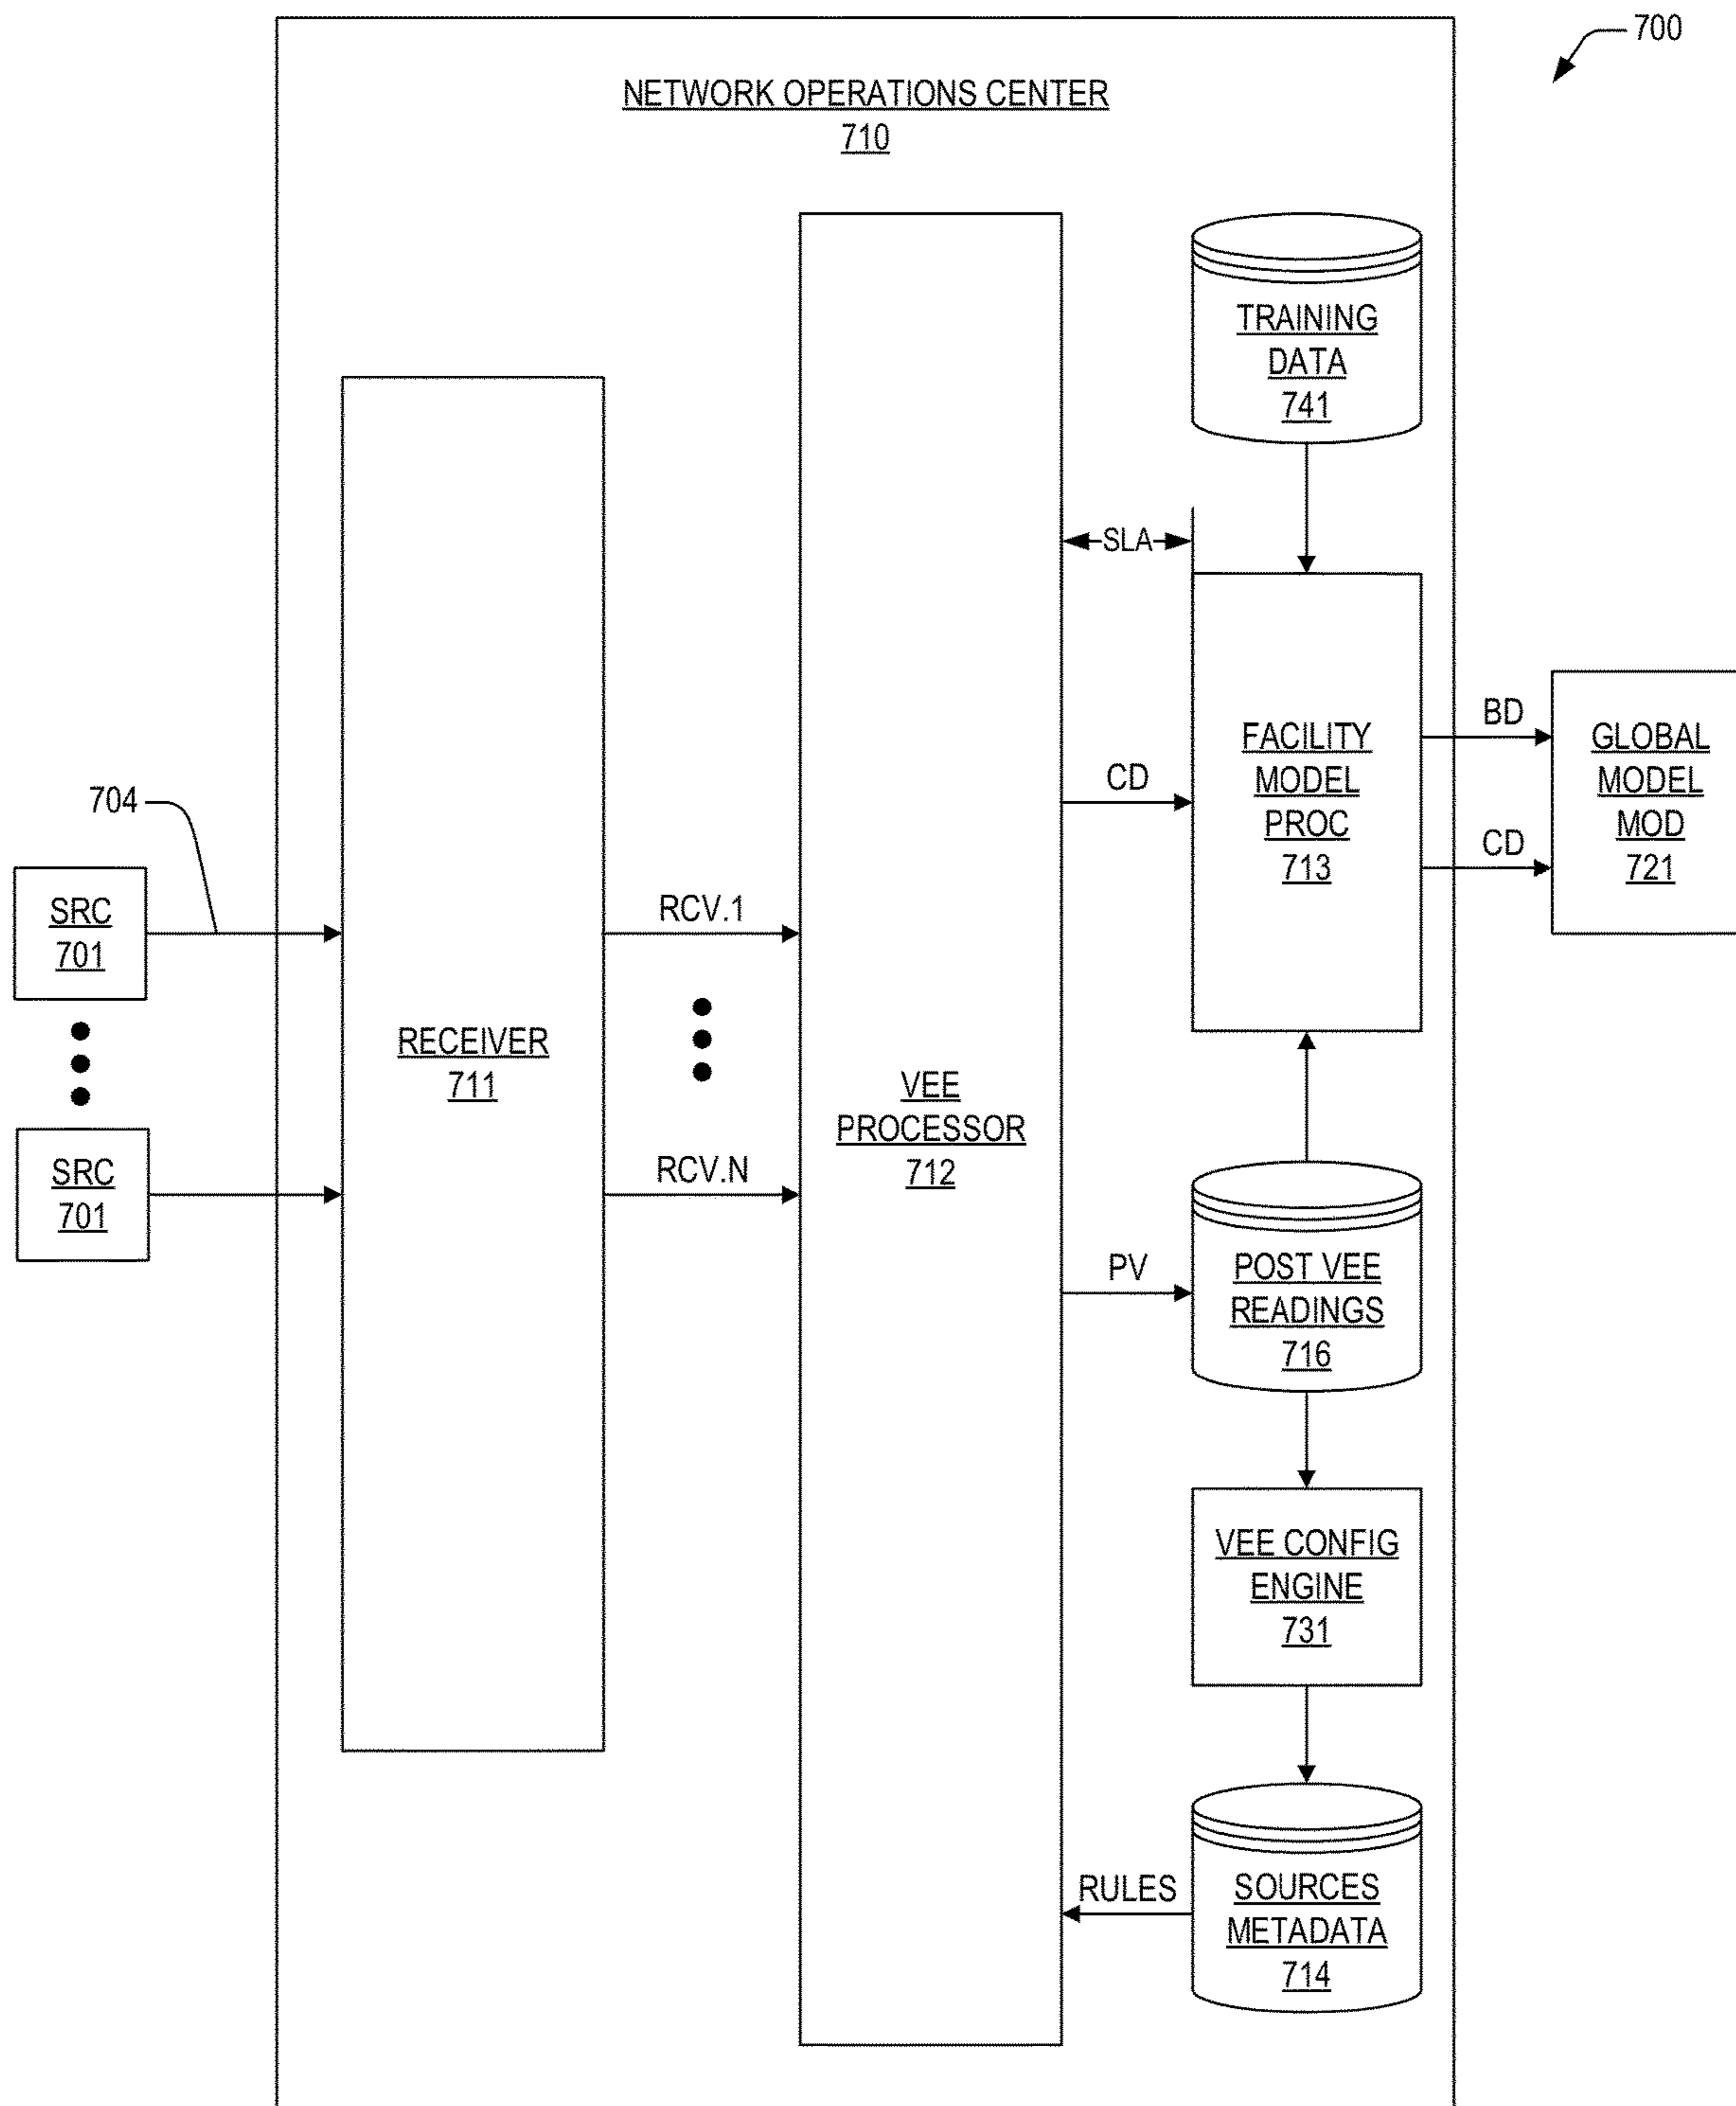 700
NETWORK OPERATIONS CENTER
710
TRAINING
DATA
741
SLA
FACILITY
MODEL
PROC
713
BD
CD
GLOBAL
MODEL
MOD
721
CD
704
SRC
701
SRC
701
RECEIVER
711
RCV.1
RCV.N
VEE
PROCESSOR
712
PV
POST VEE
READINGS
716
VEE CONFIG
ENGINE
731
RULES
SOURCES
METADATA
714